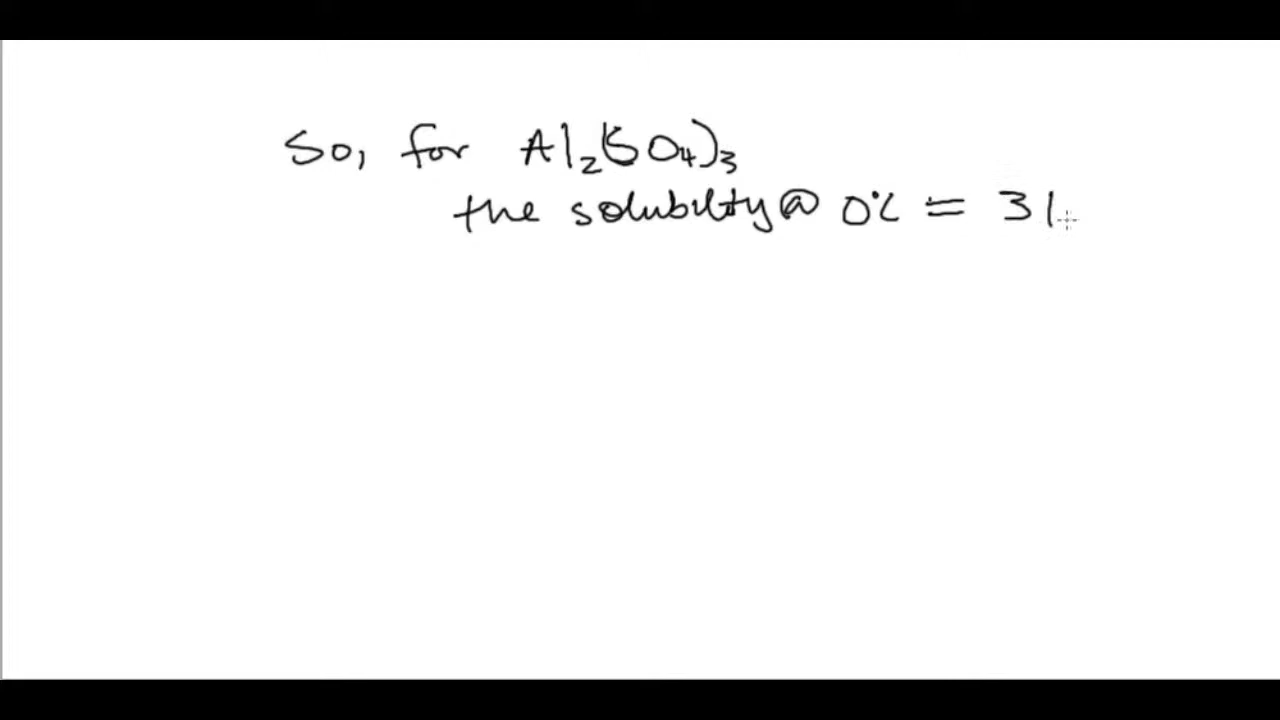 So, for Al₂(SO₄)₃
the solubility @ 0°C = 31